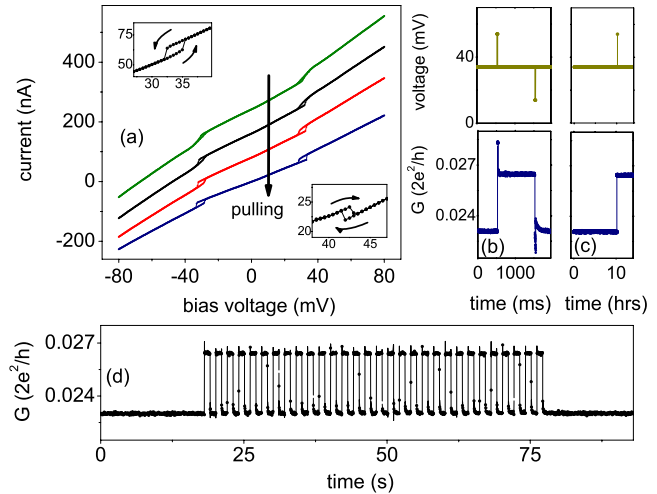 75
50
30
35
400
200
0
-200
current (nA)
(a)
pulling
25
20
40
45
-80
-40
0
40
80
bias voltage (mV)
80
40
0
voltage (mV)
0.027
0.023
G (2e²/h)
(b)
(c)
0
1000
0
10
time (ms)
time (hrs)
0.027
0.024
G (2e²/h)
(d)
0
25
50
75
time (s)